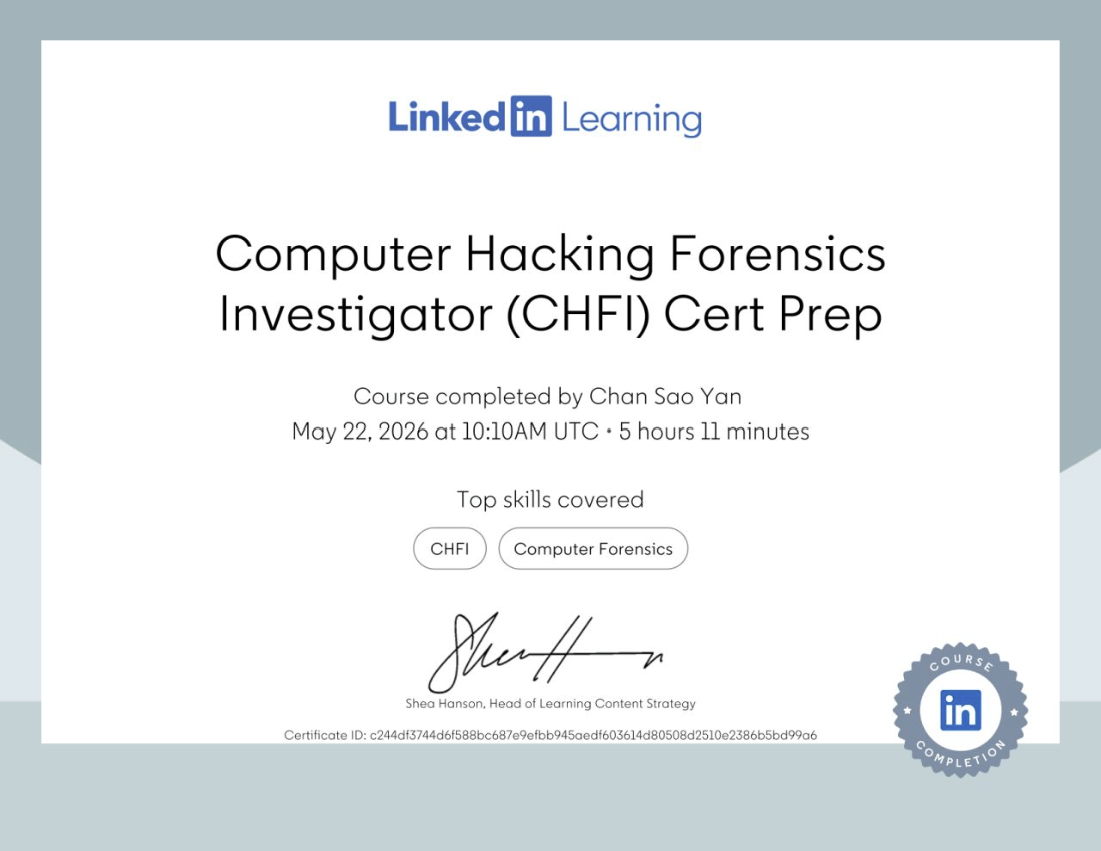 Linked in Learning
Computer Hacking Forensics
Investigator (CHFI) Cert Prep
Course completed by Chan Sao Yan
May 22, 2026 at 10:10AM UTC • 5 hours 11 minutes
Top skills covered
CHFI
Computer Forensics
Shea Hanson, Head of Learning Content Strategy
Certificate ID: c244df3744d6f588bc687e9efbb945aedf603614d80508d2510e2386b5bd99a6
COURSE
in
COMPLETION